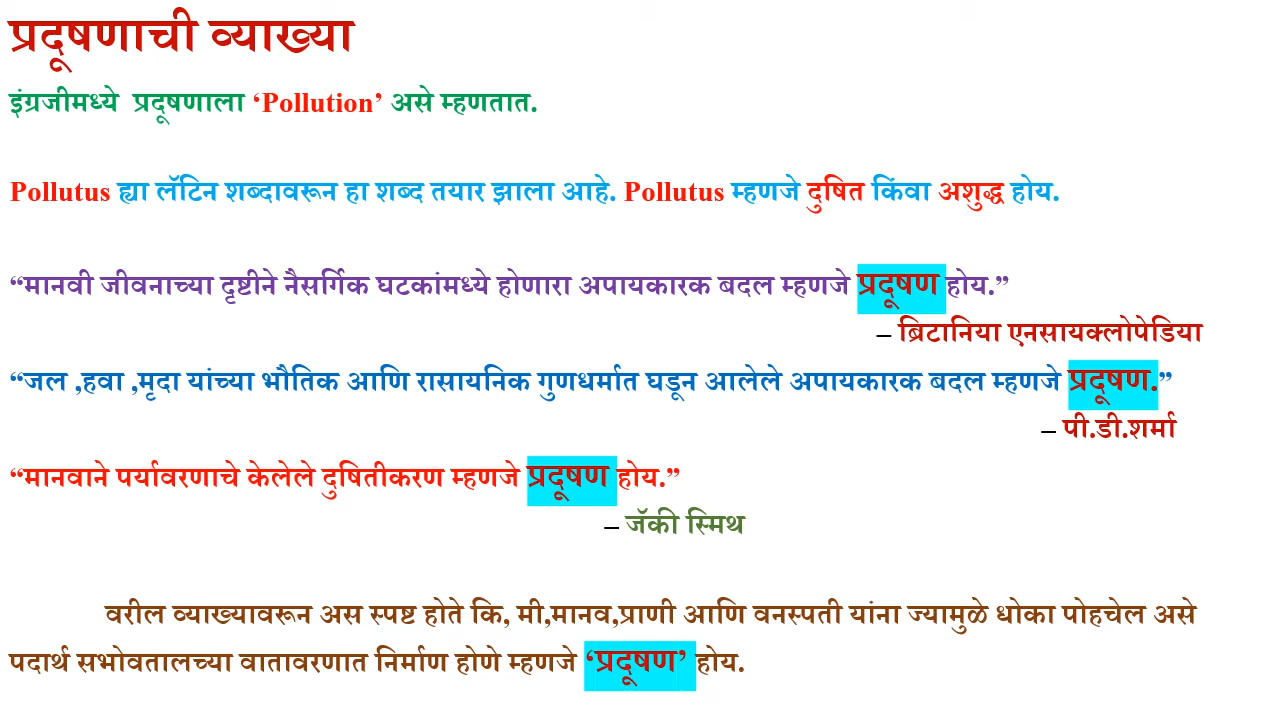 प्रदूषणाची व्याख्या
इंग्रजीमध्ये प्रदूषणाला ‘Pollution’ असे म्हणतात.
Pollutus ह्या लॅटिन शब्दावरून हा शब्द तयार झाला आहे. Pollutus म्हणजे दुषित किंवा अशुद्ध होय.
“मानवी जीवनाच्या दृष्टीने नैसर्गिक घटकांमध्ये होणारा अपायकारक बदल म्हणजे प्रदूषण होय.”
– ब्रिटानिया एनसायक्लोपेडिया
“जल ,हवा ,मृदा यांच्या भौतिक आणि रासायनिक गुणधर्मात घडून आलेले अपायकारक बदल म्हणजे प्रदूषण.”
– पी.डी.शर्मा
“मानवाने पर्यावरणाचे केलेले दुषितीकरण म्हणजे प्रदूषण होय.”
– जॅकी स्मिथ
वरील व्याख्यावरून अस स्पष्ट होते कि, मी,मानव,प्राणी आणि वनस्पती यांना ज्यामुळे धोका पोहचेल असे
पदार्थ सभोवतालच्या वातावरणात निर्माण होणे म्हणजे ‘प्रदूषण’ होय.